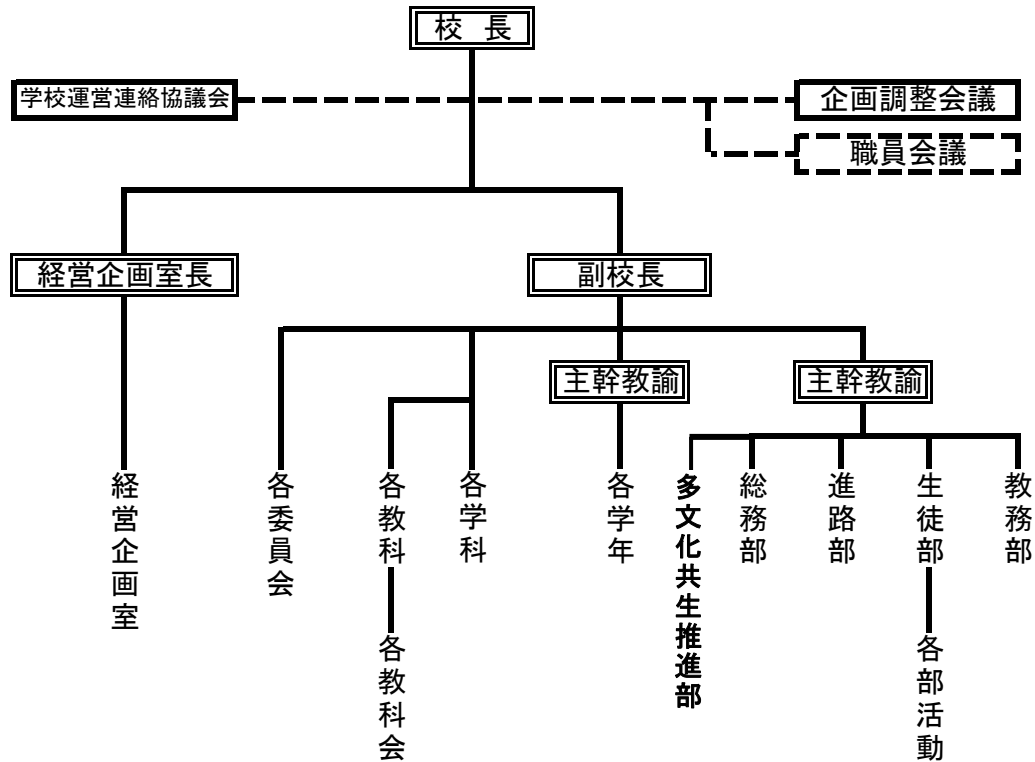 校 長
学校運営連絡協議会
企画調整会議
職員会議
経営企画室長
副校長
主幹教諭
主幹教諭
経営企画室
各委員会
各教科
各学科
各学年
多文化共生推進部
総務部
進路部
生徒部
教務部
各教科会
各部活動